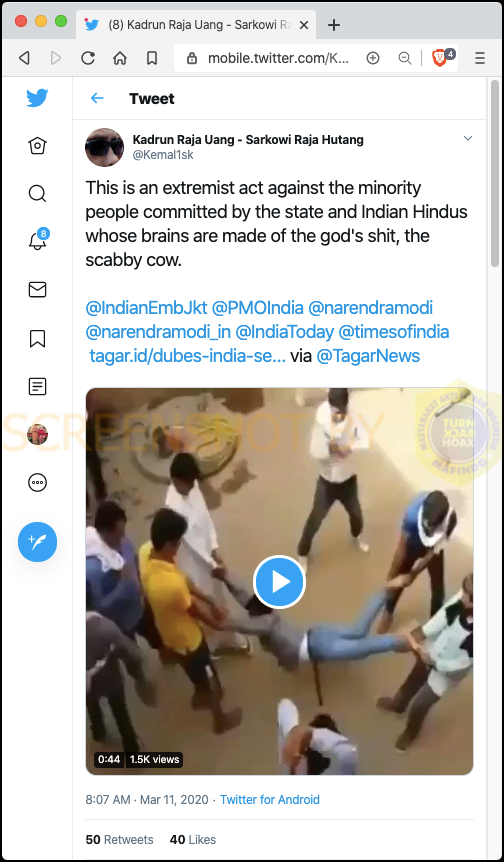 (8) Kadrun Raja Uang - Sarkowi Ra
mobile.twitter.com/K...
4
Tweet
Kadrun Raja Uang - Sarkowi Raja Hutang
@Kemal1sk
8
This is an extremist act against the minority
people committed by the state and Indian Hindus
whose brains are made of the god's shit, the
scabby cow.
@IndianEmbJkt @PMOIndia @narendramodi
@narendramodi_in @IndiaToday @timesofindia
tagar.id/dubes-india-se... via @TagarNews
SCREENSHOT BY
MASYARAKAT ANTI
TURN
BACK
HOAX
MAFINDO
0:44 1.5K views
8:07 AM · Mar 11, 2020 · Twitter for Android
50 Retweets 40 Likes